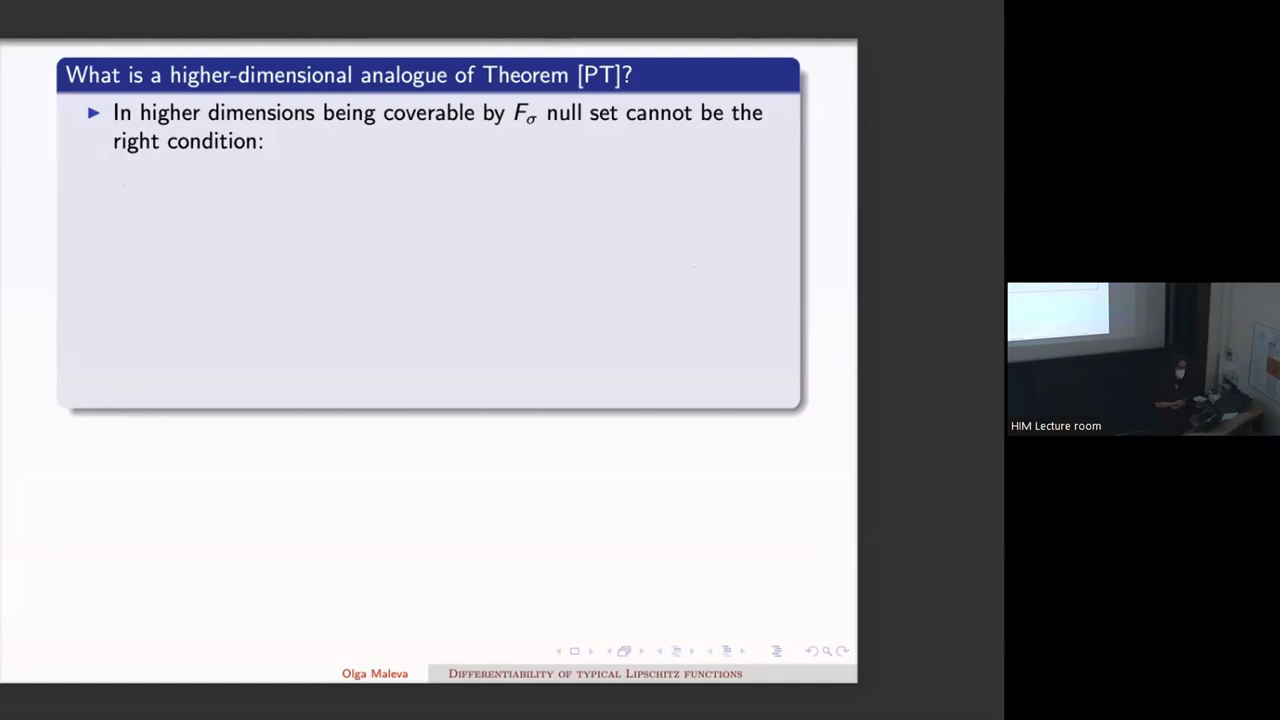 What is a higher-dimensional analogue of Theorem [PT]?
▶ In higher dimensions being coverable by Fσ null set cannot be the
right condition:
HIM Lecture room
Olga Maleva
Differentiability of typical Lipschitz functions